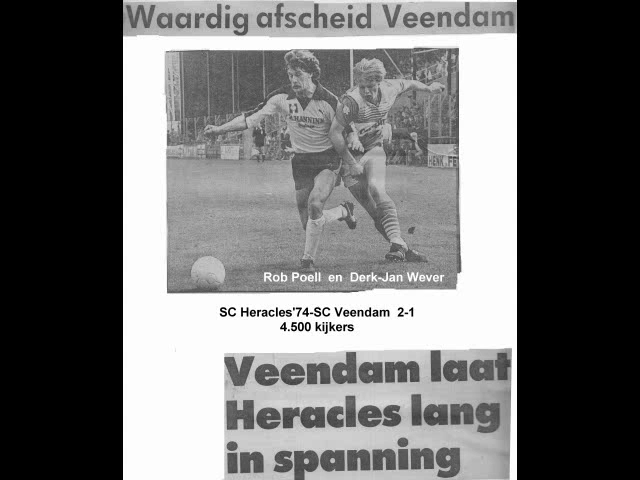 Waardig afscheid Veendam
MANNING
Rob Poell en Derk-Jan Wever
SC Heracles'74-SC Veendam 2-1
4.500 kijkers
Veendam laat
Heracles lang
in spanning